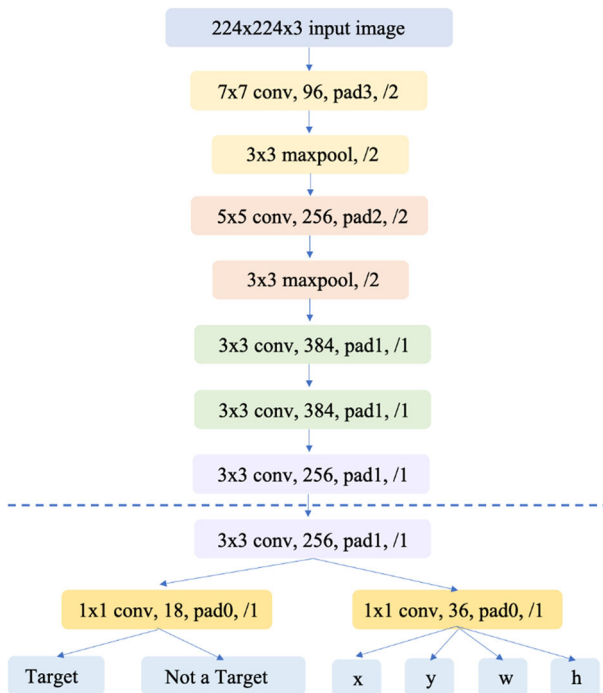 224x224x3 input image
7x7 conv, 96, pad3, /2
3x3 maxpool, /2
5x5 conv, 256, pad2, /2
3x3 maxpool, /2
3x3 conv, 384, pad1, /1
3x3 conv, 384, pad1, /1
3x3 conv, 256, pad1, /1
3x3 conv, 256, pad1, /1
1x1 conv, 18, pad0, /1
1x1 conv, 36, pad0, /1
Target
Not a Target
x
y
w
h